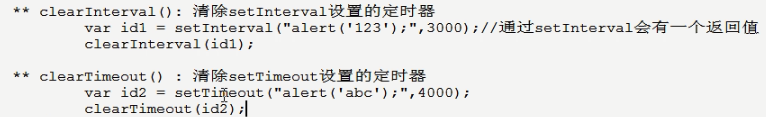 ** clearInterval(): 清除setInterval设置的定时器
var id1 = setInterval("alert('123');",3000);//通过setInterval会有一个返回值
clearInterval(id1);
** clearTimeout() : 清除setTimeout设置的定时器
var id2 = setTimeout("alert('abc');",4000);
clearTimeout(id2);